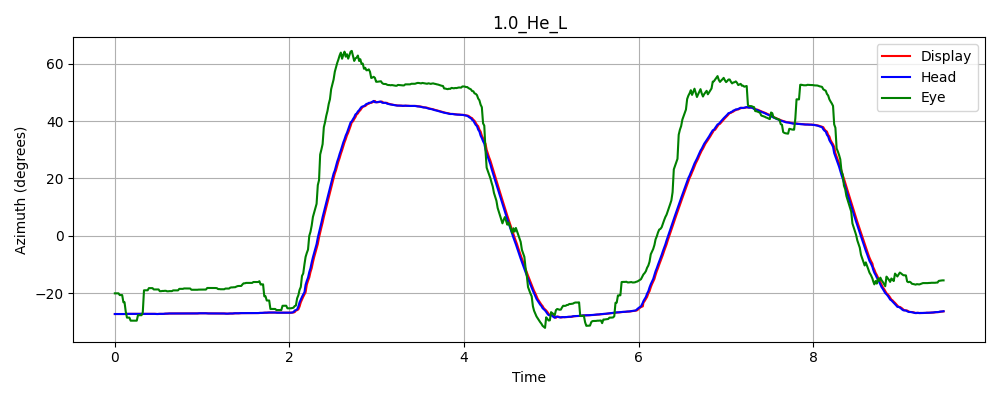 1.0_He_L
Display
Head
Eye
Azimuth (degrees)
60
40
20
0
−20
0 2 4 6 8
Time